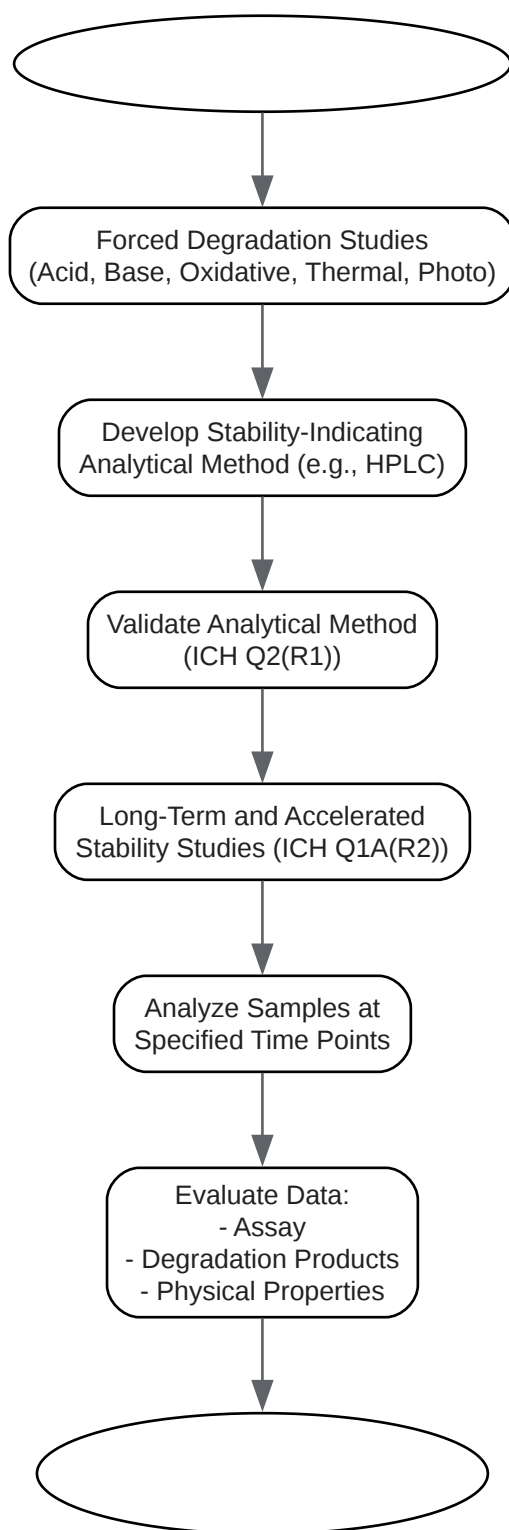 Forced Degradation Studies
(Acid, Base, Oxidative, Thermal, Photo)
Develop Stability-Indicating
Analytical Method (e.g., HPLC)
Validate Analytical Method
(ICH Q2(R1))
Long-Term and Accelerated
Stability Studies (ICH Q1A(R2))
Analyze Samples at
Specified Time Points
Evaluate Data:
- Assay
- Degradation Products
- Physical Properties